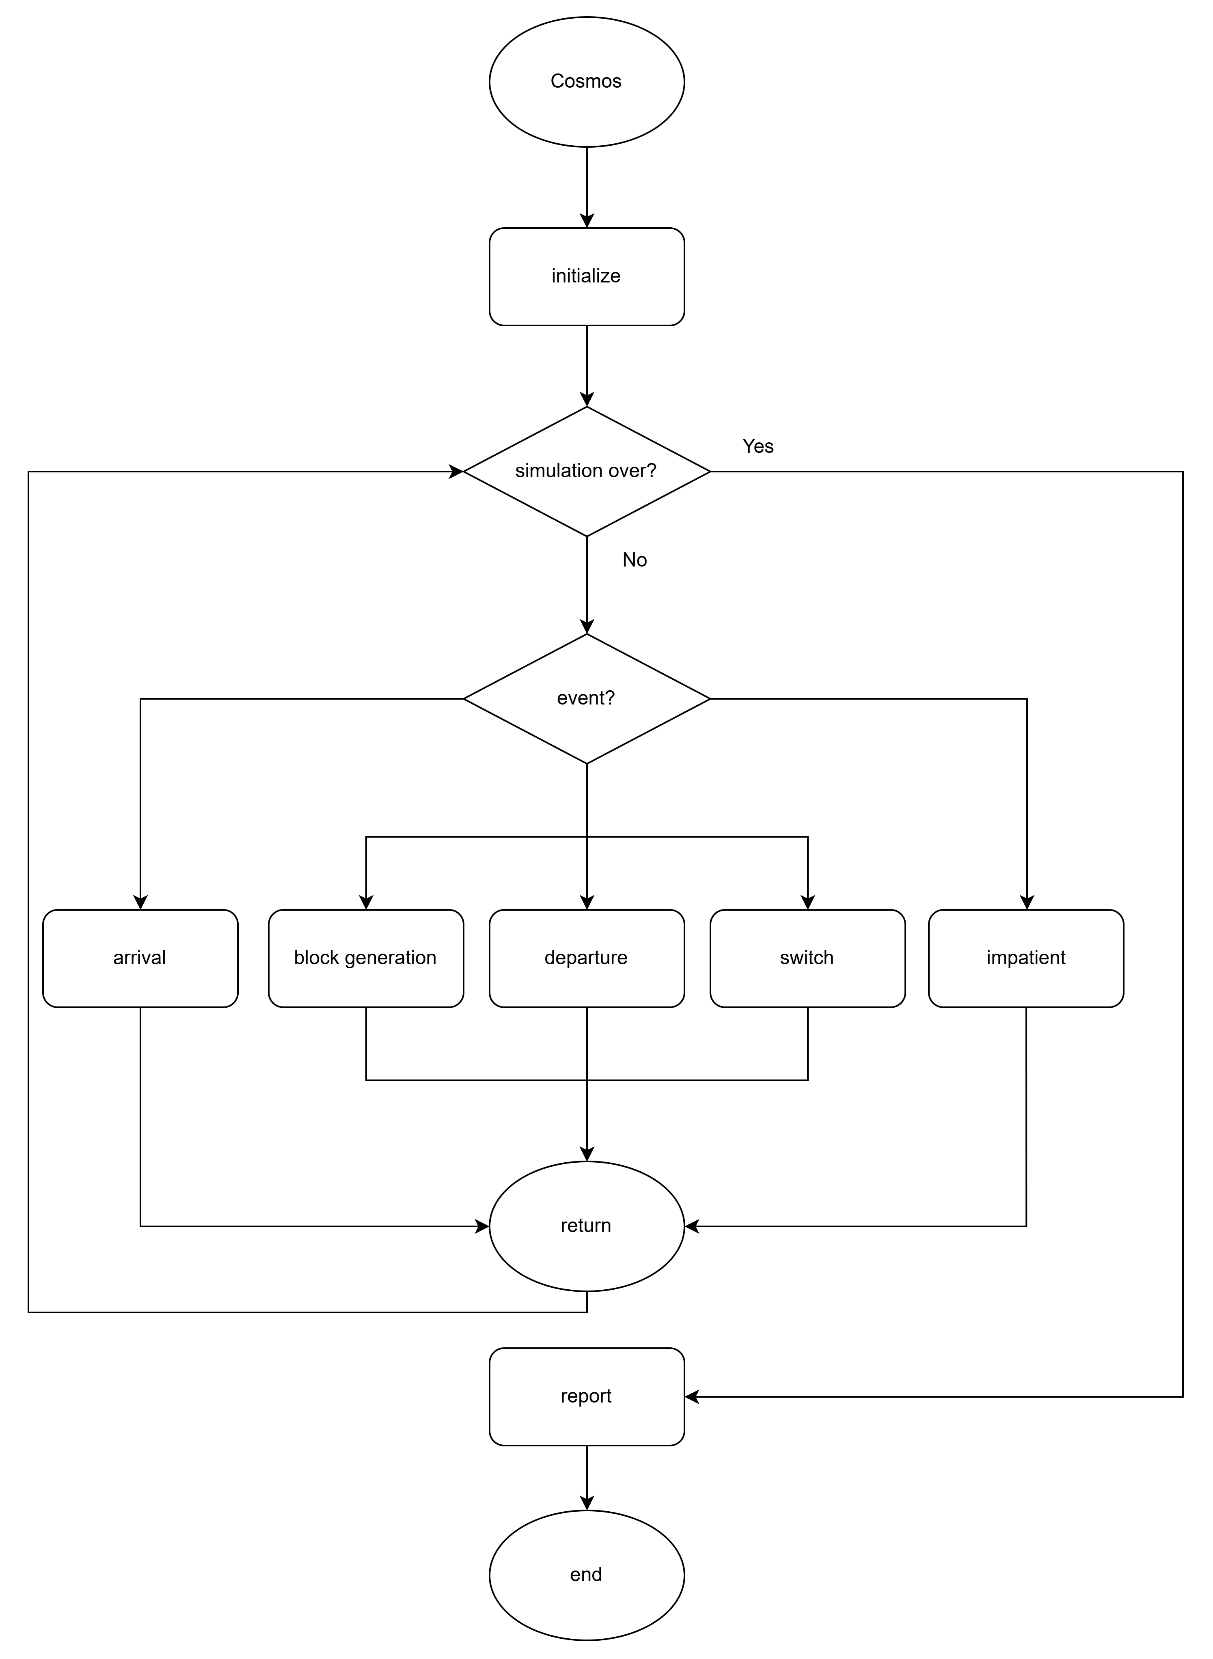 Cosmos
initialize
simulation over?
Yes
No
event?
arrival
block generation
departure
switch
impatient
return
report
end